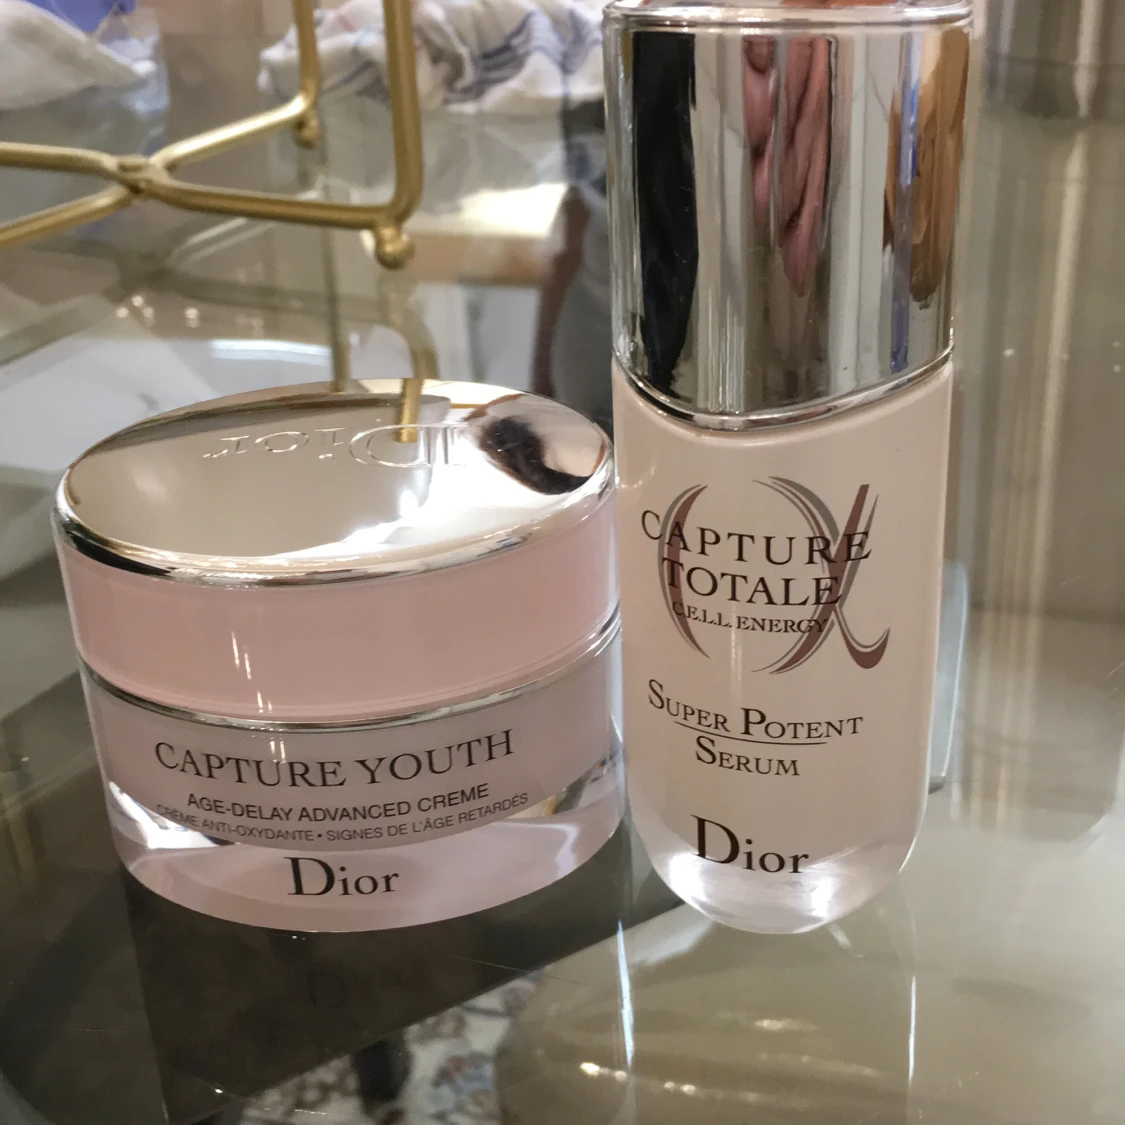 Dior
CAPTURE YOUTH
AGE-DELAY ADVANCED CREME
CRÈME ANTI-OXYDANTE • SIGNES DE L'ÂGE RETARDÉS
Dior
CAPTURE
TOTALE
C.E.L.L. ENERGY
SUPER POTENT
SERUM
Dior